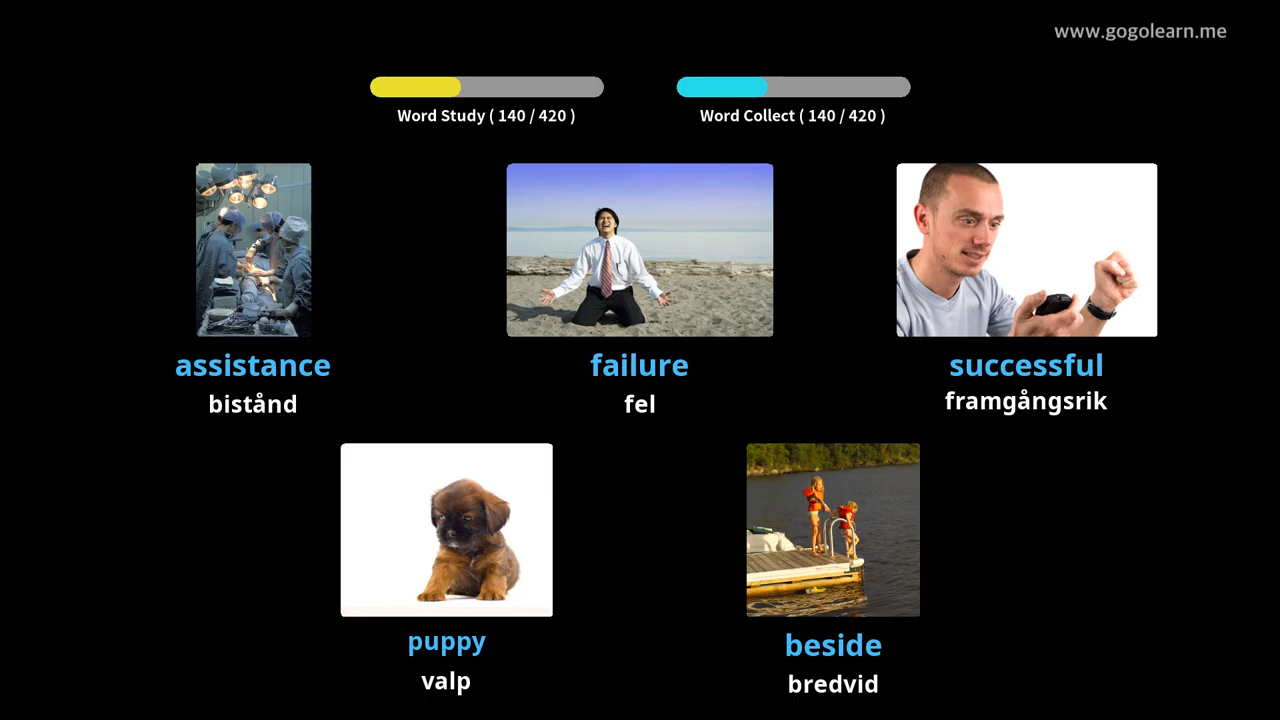 www.gogolearn.me
Word Study ( 140 / 420 )
Word Collect ( 140 / 420 )
assistance
bistånd
failure
fel
successful
framgångsrik
puppy
valp
beside
bredvid